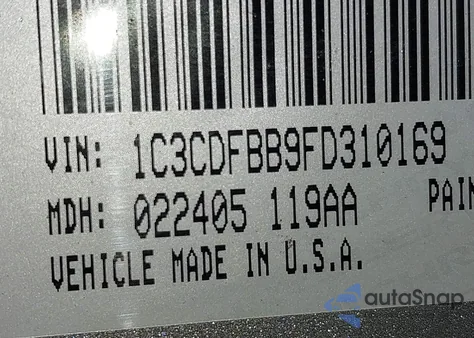 VIN: 1C3CDFBB9FD310169
MDH: 022405 119AA PAIN
VEHICLE MADE IN U.S.A.
autoSnap